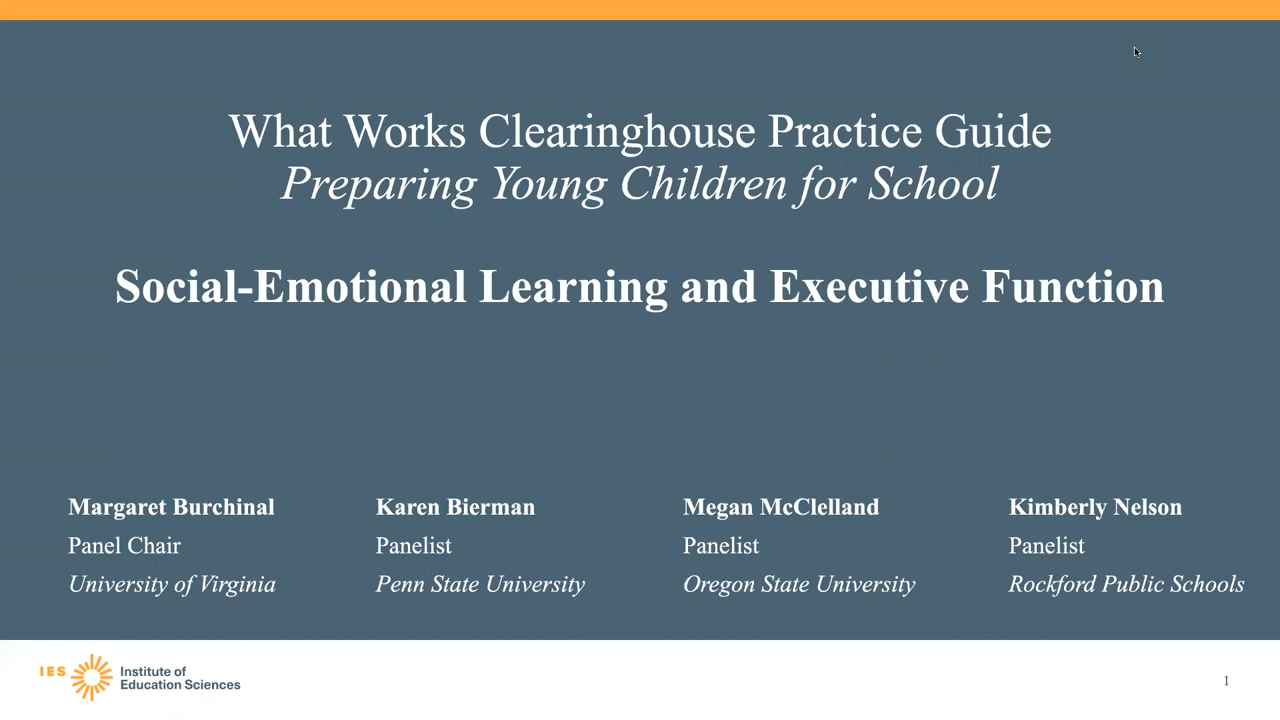 What Works Clearinghouse Practice Guide
Preparing Young Children for School
Social-Emotional Learning and Executive Function
Margaret Burchinal
Panel Chair
University of Virginia
Karen Bierman
Panelist
Penn State University
Megan McClelland
Panelist
Oregon State University
Kimberly Nelson
Panelist
Rockford Public Schools
IES
Institute of
Education Sciences
1